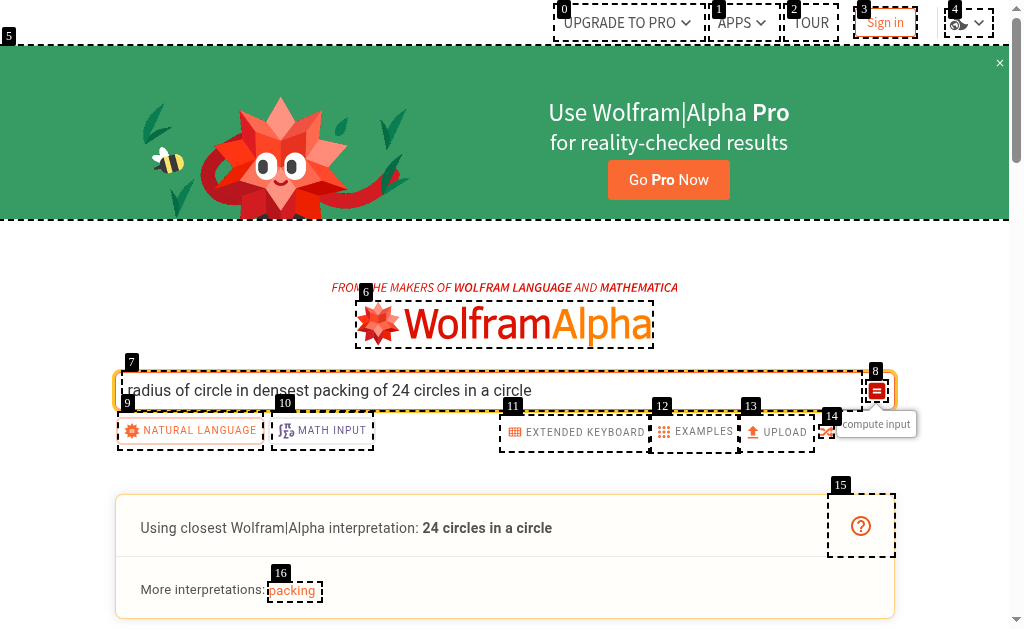 0 1 2 3 4
UPGRADE TO PRO APPS TOUR Sign in
5
×
Use Wolfram|Alpha Pro
for reality-checked results
Go Pro Now
FROM THE MAKERS OF WOLFRAM LANGUAGE AND MATHEMATICA
6
WolframAlpha
7 8
radius of circle in densest packing of 24 circles in a circle
=
9 10 11 12 13 14
NATURAL LANGUAGE MATH INPUT EXTENDED KEYBOARD EXAMPLES UPLOAD
compute input
15
Using closest Wolfram|Alpha interpretation: 24 circles in a circle
?
16
More interpretations: packing